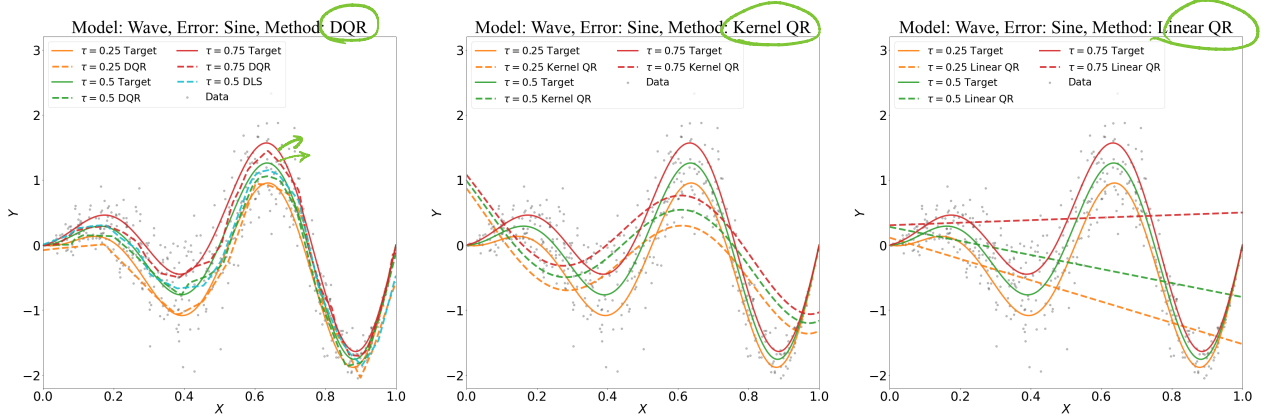 Model: Wave, Error: Sine, Method: DQR
τ = 0.25 Target
τ = 0.25 DQR
τ = 0.5 Target
τ = 0.5 DQR
τ = 0.75 Target
τ = 0.75 DQR
τ = 0.5 DLS
Data
3
2
1
0
−1
−2
Y
0.0 0.2 0.4 0.6 0.8 1.0
X
Model: Wave, Error: Sine, Method: Kernel QR
τ = 0.25 Target
τ = 0.25 Kernel QR
τ = 0.5 Target
τ = 0.5 Kernel QR
τ = 0.75 Target
τ = 0.75 Kernel QR
Data
3
2
1
0
−1
−2
Y
0.0 0.2 0.4 0.6 0.8 1.0
X
Model: Wave, Error: Sine, Method: Linear QR
τ = 0.25 Target
τ = 0.25 Linear QR
τ = 0.5 Target
τ = 0.5 Linear QR
τ = 0.75 Target
τ = 0.75 Linear QR
Data
3
2
1
0
−1
−2
Y
0.0 0.2 0.4 0.6 0.8 1.0
X